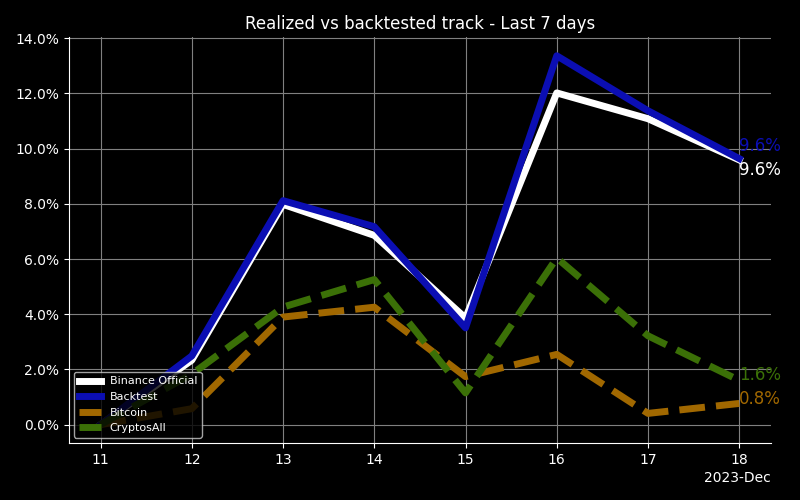 Realized vs backtested track - Last 7 days
14.0%
12.0%
10.0%
8.0%
6.0%
4.0%
2.0%
0.0%
9.6%
9.6%
1.6%
0.8%
Binance Official
Backtest
Bitcoin
CryptosAll
11 12 13 14 15 16 17 18
2023-Dec